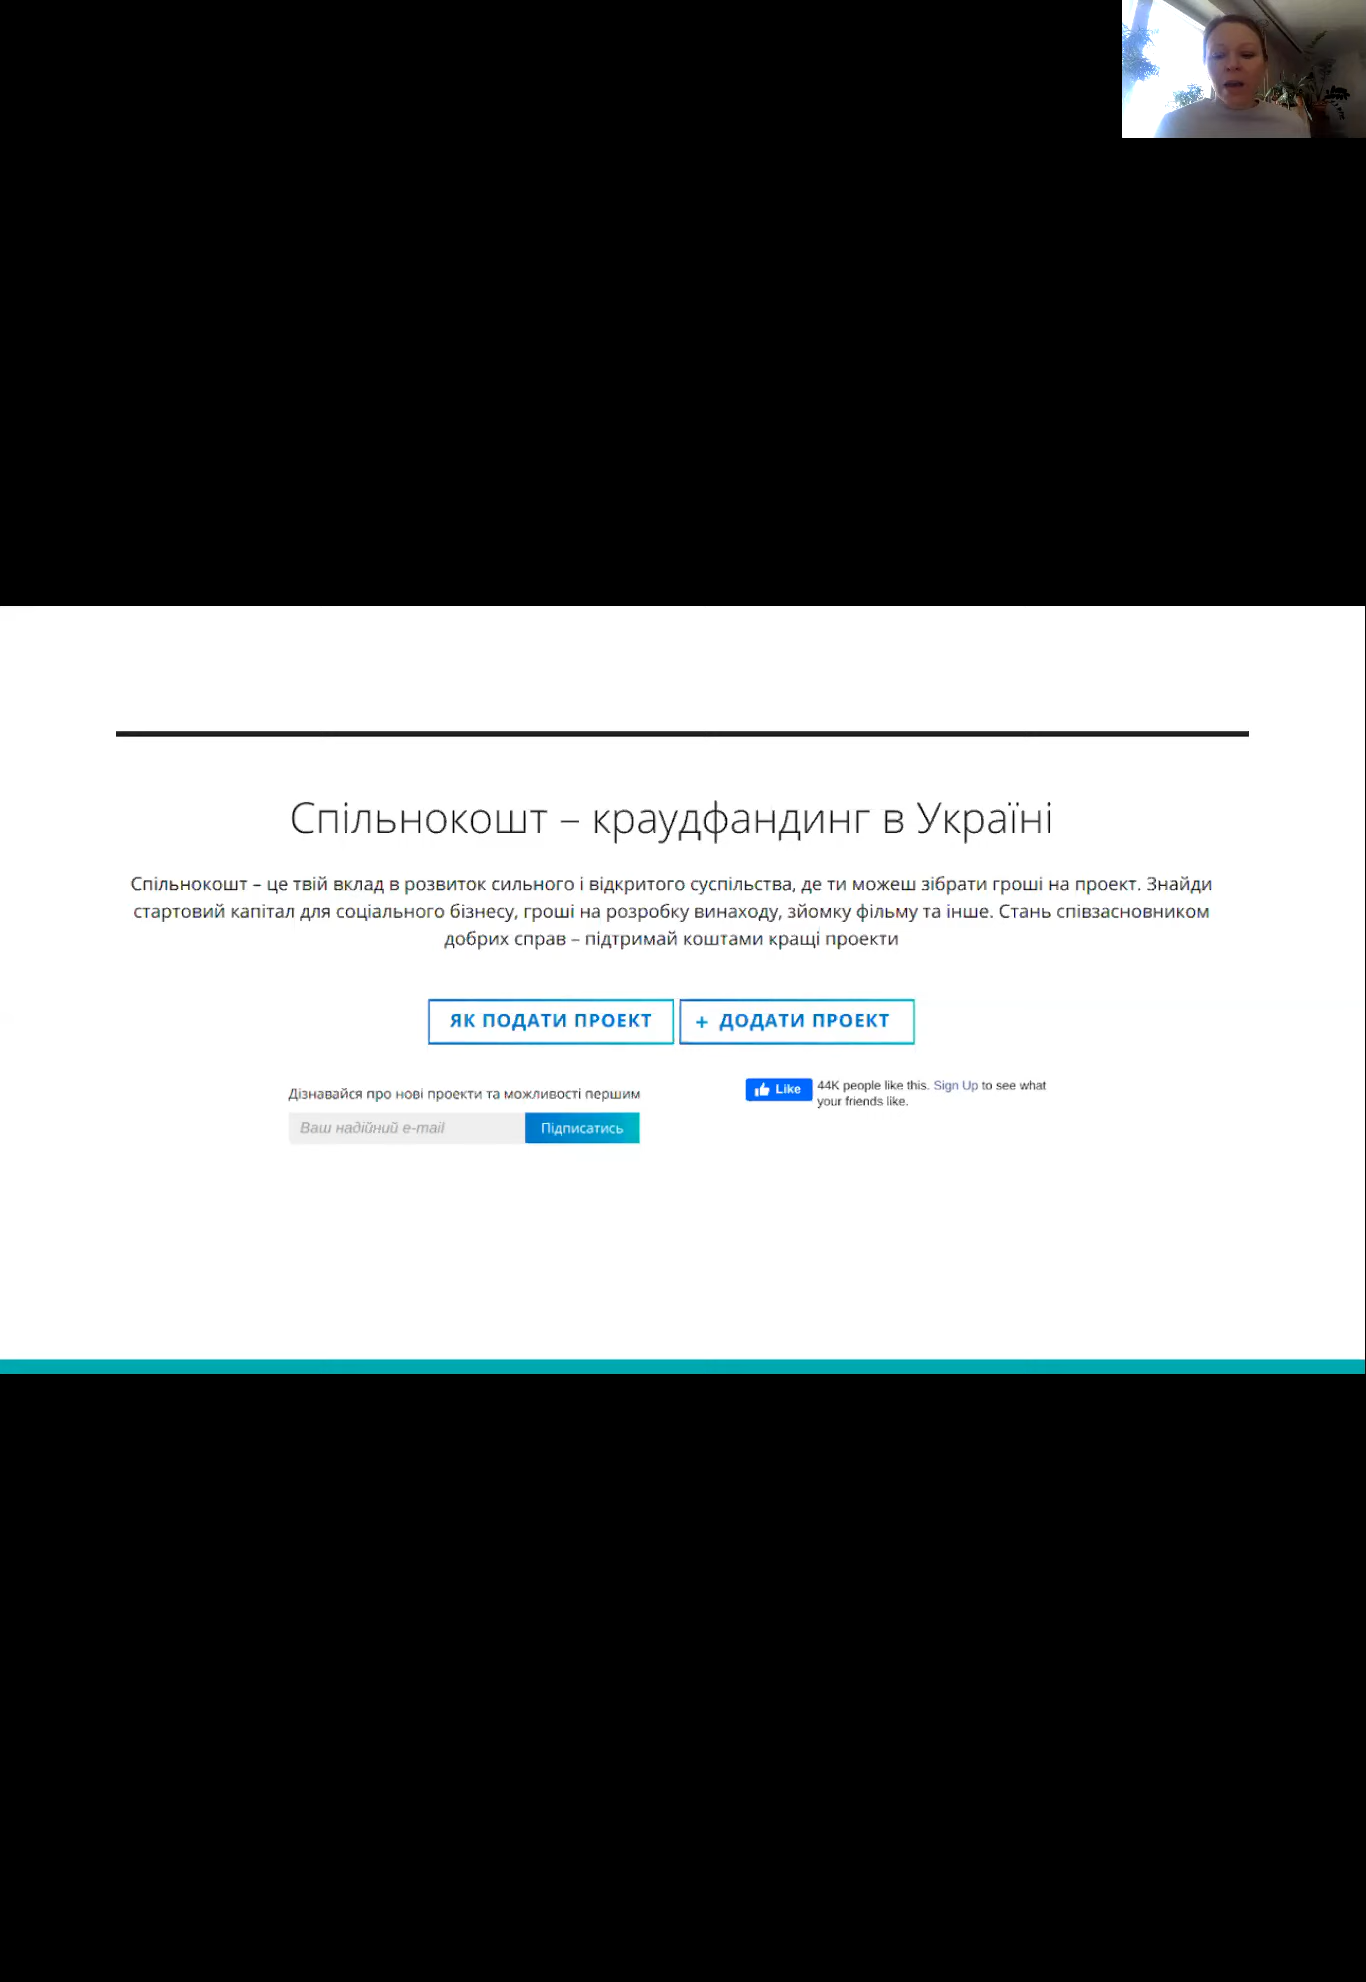 Спільнокошт – краудфандинг в Україні
Спільнокошт – це твій вклад в розвиток сильного і відкритого суспільства, де ти можеш зібрати гроші на проект. Знайди
стартовий капітал для соціального бізнесу, гроші на розробку винаходу, зйомку фільму та інше. Стань співзасновником
добрих справ – підтримай коштами кращі проекти
ЯК ПОДАТИ ПРОЕКТ
+ ДОДАТИ ПРОЕКТ
Дізнавайся про нові проекти та можливості першим
Ваш надійний e-mail
Підписатись
Like
44K people like this. Sign Up to see what
your friends like.